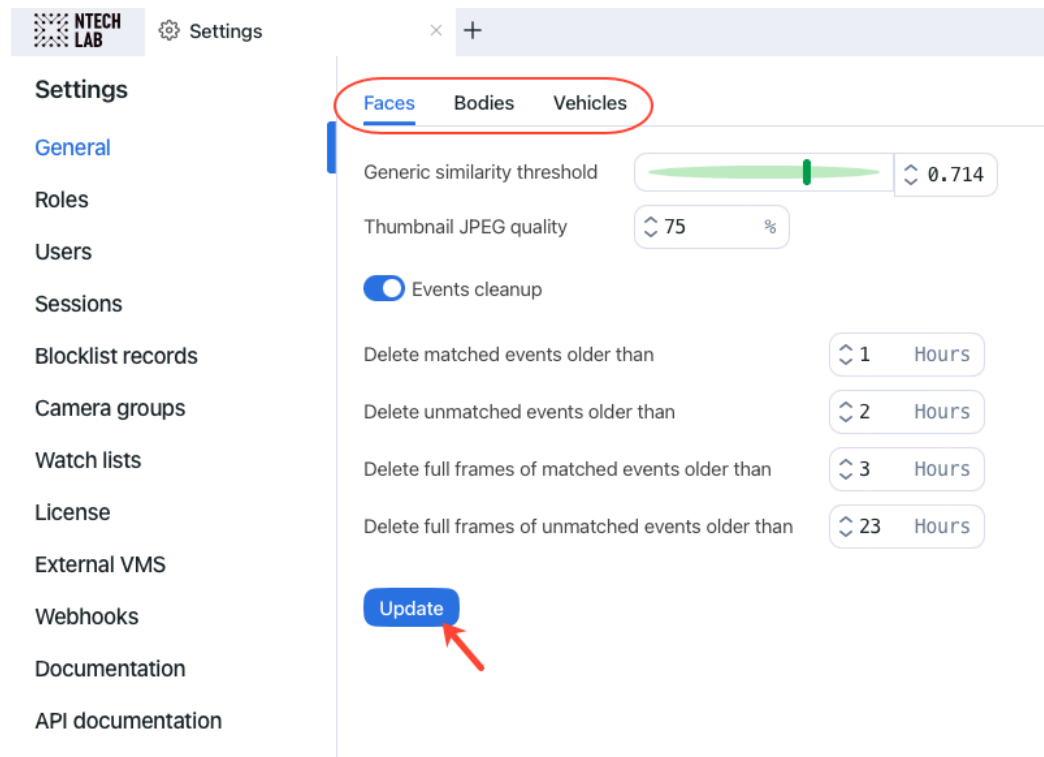 NTECH
LAB
Settings
Settings
General
Roles
Users
Sessions
Blocklist records
Camera groups
Watch lists
License
External VMS
Webhooks
Documentation
API documentation
Faces Bodies Vehicles
Generic similarity threshold 0.714
Thumbnail JPEG quality 75 %
Events cleanup
Delete matched events older than 1 Hours
Delete unmatched events older than 2 Hours
Delete full frames of matched events older than 3 Hours
Delete full frames of unmatched events older than 23 Hours
Update